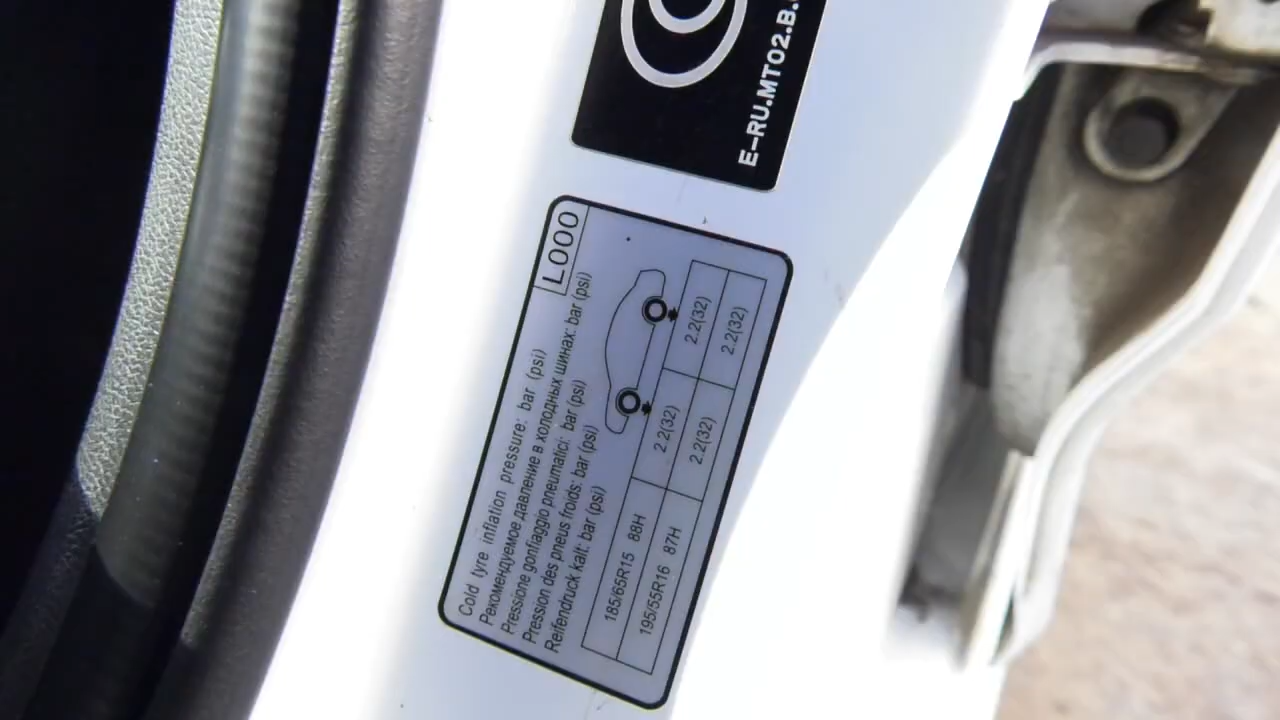 E-RU.MT02.B.
L000
Cold tyre inflation pressure: bar (psi)
Рекомендуемое давление в холодных шинах: bar (psi)
Pressione gonfiaggio pneumatici: bar (psi)
Pression des pneus froids: bar (psi)
Reifendruck kalt: bar (psi)
185/65R15 88H 2.2(32) 2.2(32)
195/55R16 87H 2.2(32) 2.2(32)